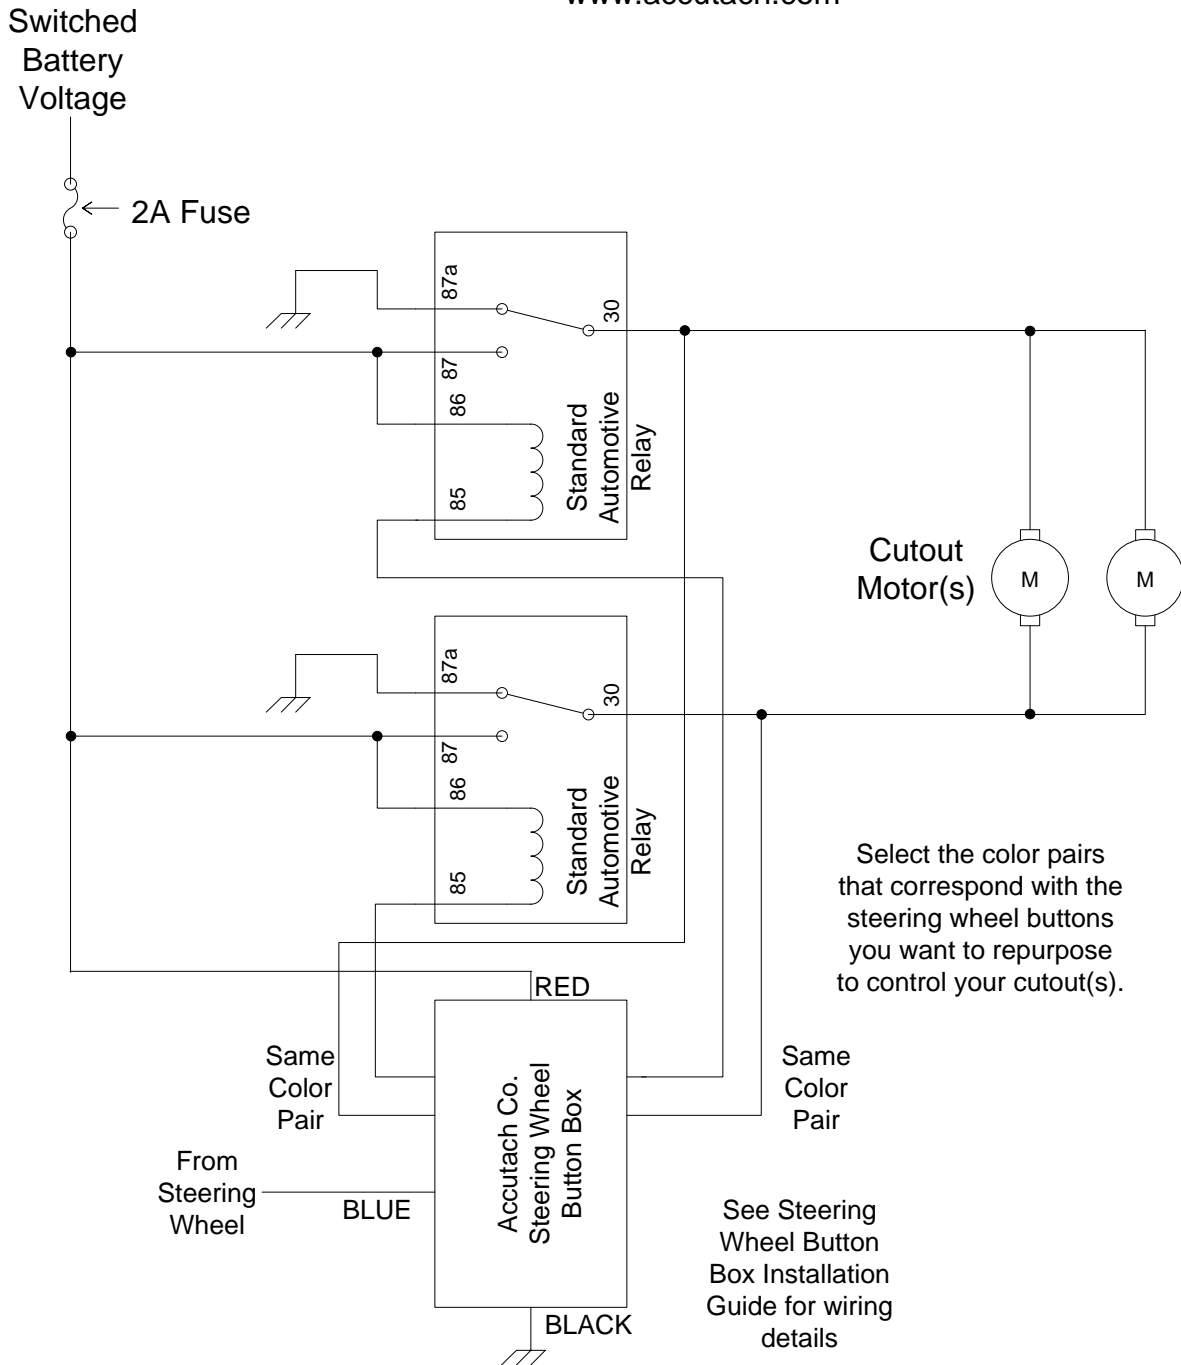 www.accutach.com
Switched
Battery
Voltage
2A Fuse
87a
30
87
86
85
Standard
Automotive
Relay
Cutout
Motor(s)
M
M
87a
30
87
86
85
Standard
Automotive
Relay
Select the color pairs
that correspond with the
steering wheel buttons
you want to repurpose
to control your cutout(s).
RED
Same
Color
Pair
Accutach Co.
Steering Wheel
Button Box
Same
Color
Pair
From
Steering
Wheel
BLUE
See Steering
Wheel Button
Box Installation
Guide for wiring
details
BLACK